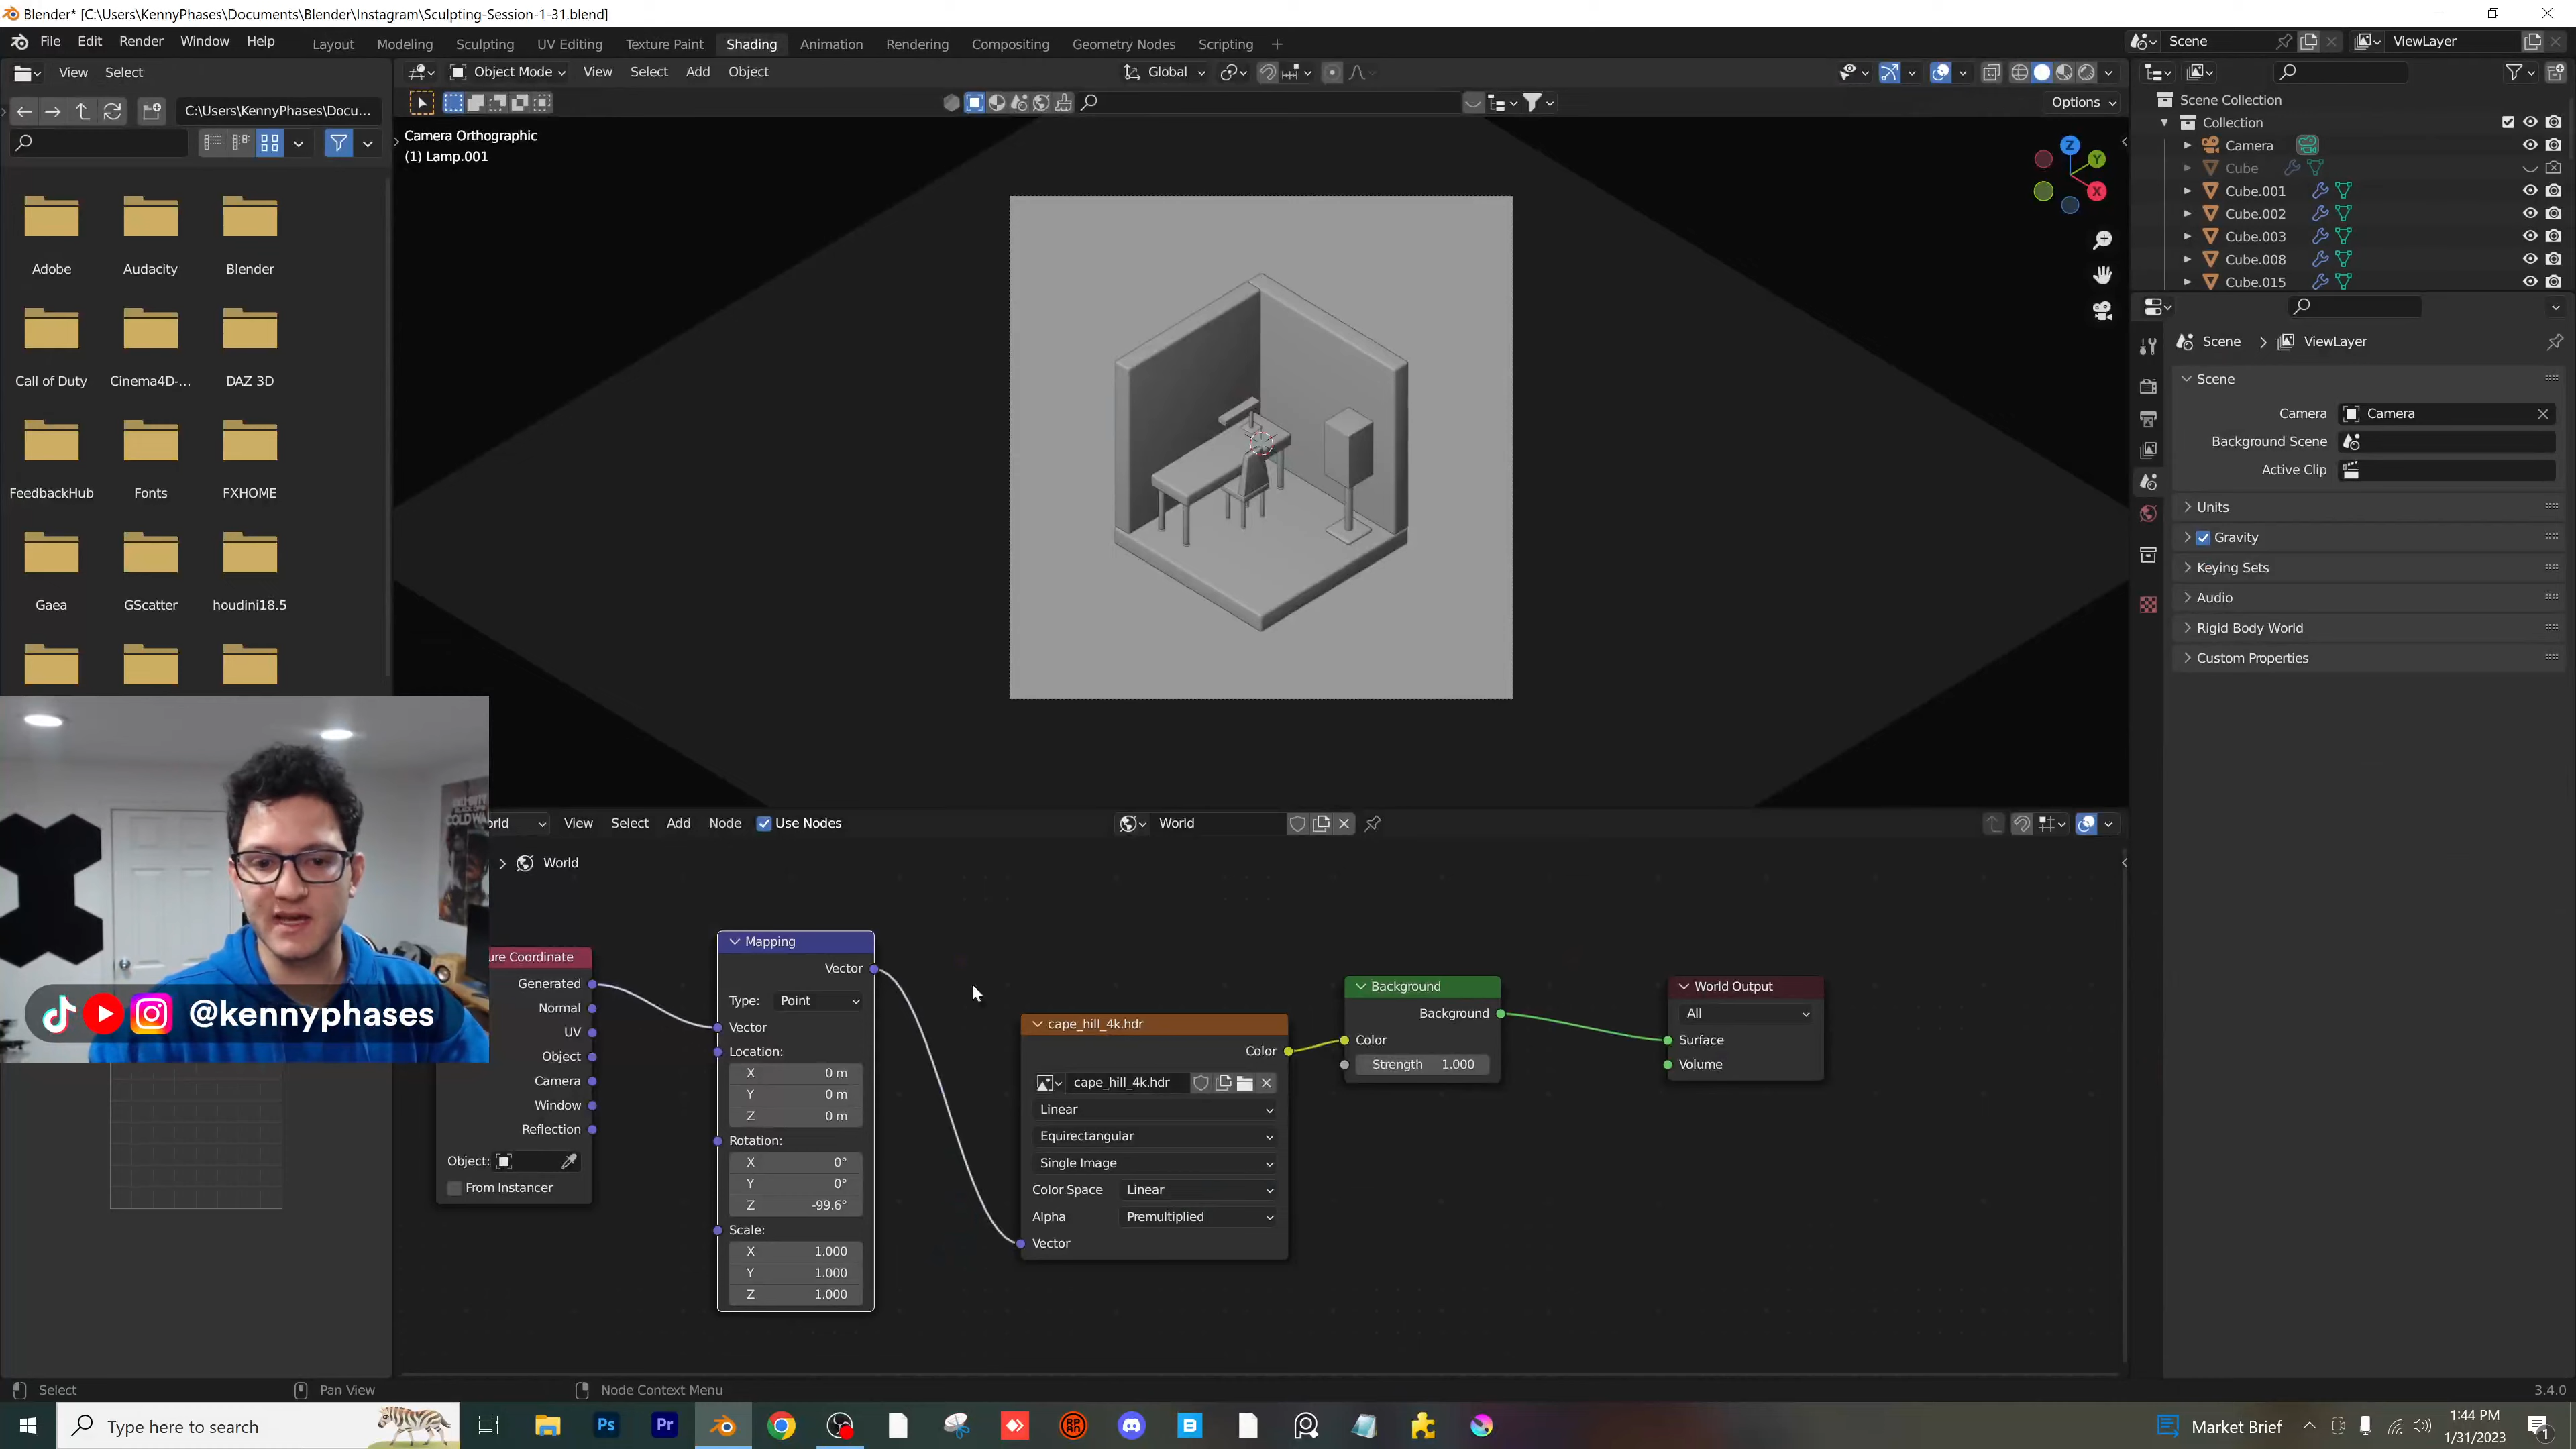 Blender* [C:\Users\KennyPhases\Documents\Blender\Instagram\Sculpting-Session-1-31.blend]
File Edit Render Window Help
Layout Modeling Sculpting UV Editing Texture Paint Shading Animation Rendering Compositing Geometry Nodes Scripting +
Scene ViewLayer
View Select
Object Mode View Select Add Object Global
C:\Users\KennyPhases\Docu...
Options
Adobe Audacity Blender
Call of Duty Cinema4D-... DAZ 3D
FeedbackHub Fonts FXHOME
Gaea GScatter houdini18.5
Camera Orthographic
(1) Lamp.001
Z
Y
X
Scene Collection
Collection
Camera
Cube
Cube.001
Cube.002
Cube.003
Cube.008
Cube.015
Scene > ViewLayer
Scene
Camera Camera
Background Scene
Active Clip
Units
Gravity
Keying Sets
Audio
Rigid Body World
Custom Properties
@kennyphases
rld View Select Add Node Use Nodes World
> World
ure Coordinate
Generated
Normal
UV
Object
Camera
Window
Reflection
Object:
From Instancer
Mapping
Vector
Type: Point
Vector
Location:
X 0 m
Y 0 m
Z 0 m
Rotation:
X 0°
Y 0°
Z -99.6°
Scale:
X 1.000
Y 1.000
Z 1.000
cape_hill_4k.hdr
Color
cape_hill_4k.hdr
Linear
Equirectangular
Single Image
Color Space Linear
Alpha Premultiplied
Vector
Background
Background
Color
Strength 1.000
World Output
All
Surface
Volume
Select Pan View Node Context Menu 3.4.0
Type here to search
Ps Pr
Market Brief
1:44 PM
1/31/2023
1